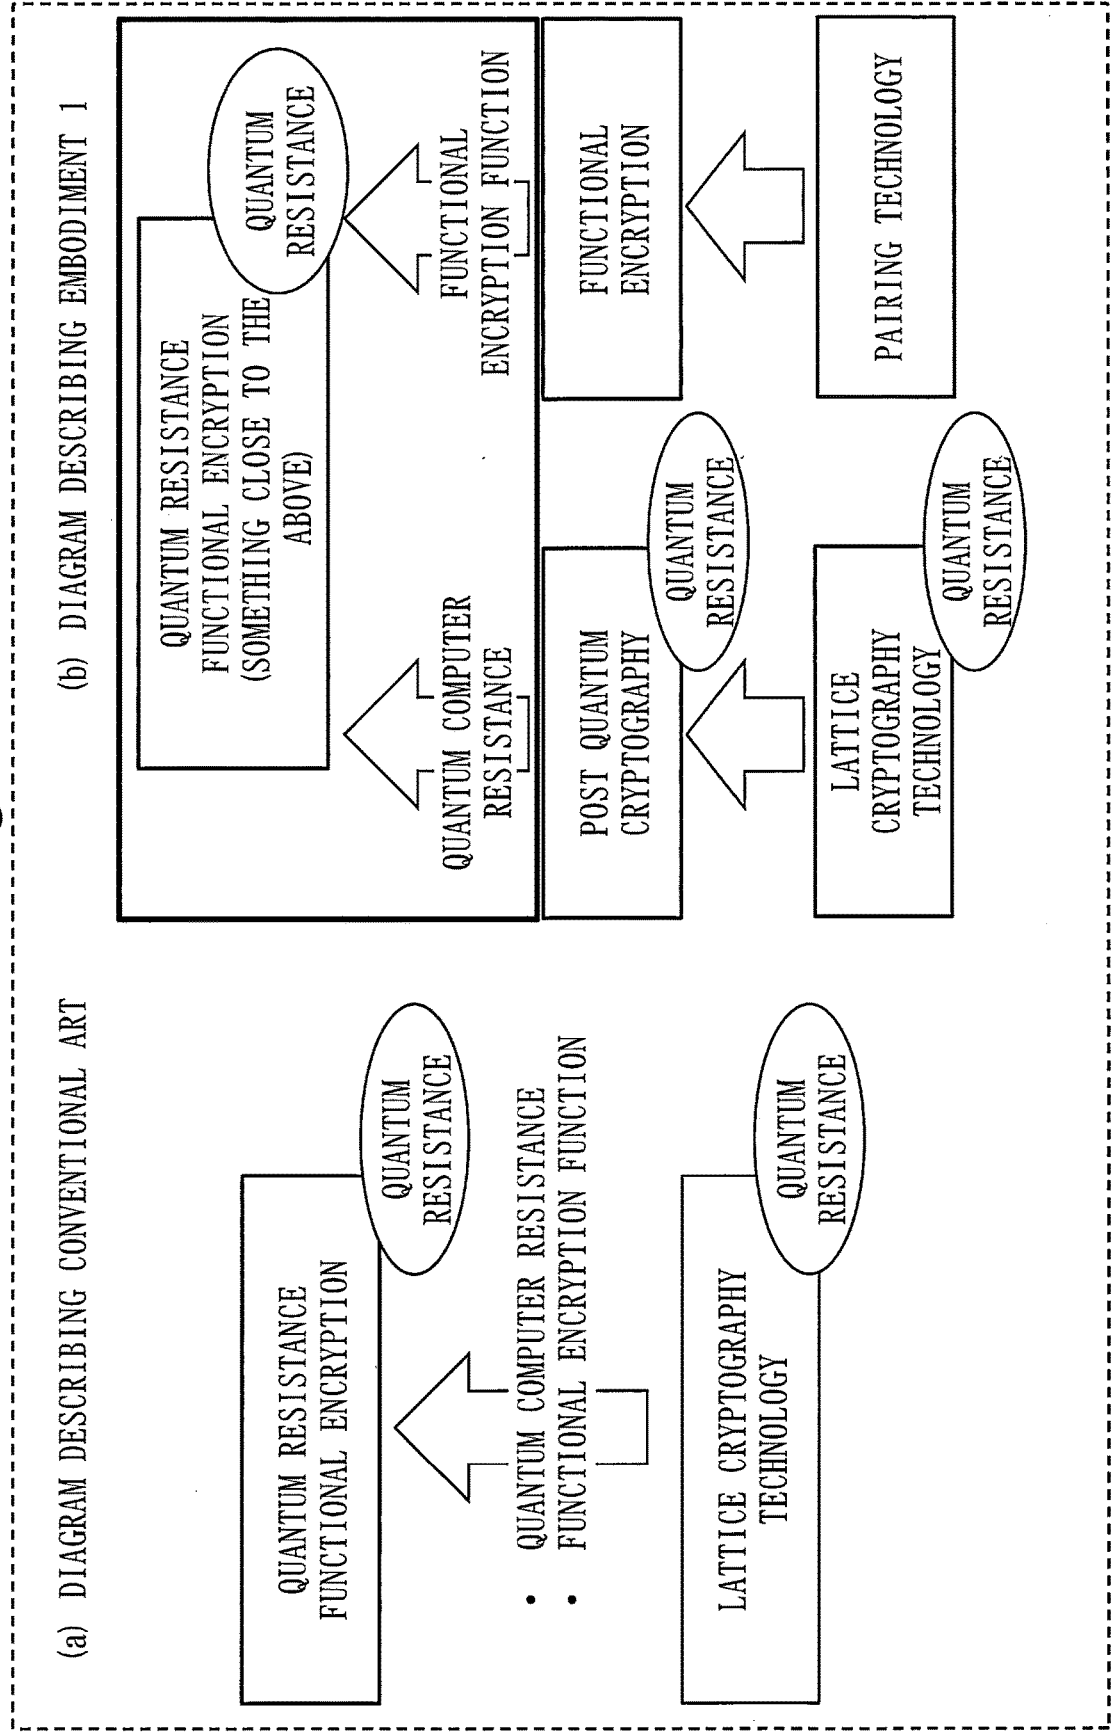 (a) DIAGRAM DESCRIBING CONVENTIONAL ART
QUANTUM RESISTANCE
FUNCTIONAL ENCRYPTION
QUANTUM
RESISTANCE
• QUANTUM COMPUTER RESISTANCE
• FUNCTIONAL ENCRYPTION FUNCTION
LATTICE CRYPTOGRAPHY
TECHNOLOGY
QUANTUM
RESISTANCE
(b) DIAGRAM DESCRIBING EMBODIMENT 1
QUANTUM RESISTANCE
FUNCTIONAL ENCRYPTION
(SOMETHING CLOSE TO THE
ABOVE)
QUANTUM
RESISTANCE
QUANTUM COMPUTER
RESISTANCE
FUNCTIONAL
ENCRYPTION FUNCTION
POST QUANTUM
CRYPTOGRAPHY
QUANTUM
RESISTANCE
FUNCTIONAL
ENCRYPTION
LATTICE
CRYPTOGRAPHY
TECHNOLOGY
QUANTUM
RESISTANCE
PAIRING TECHNOLOGY